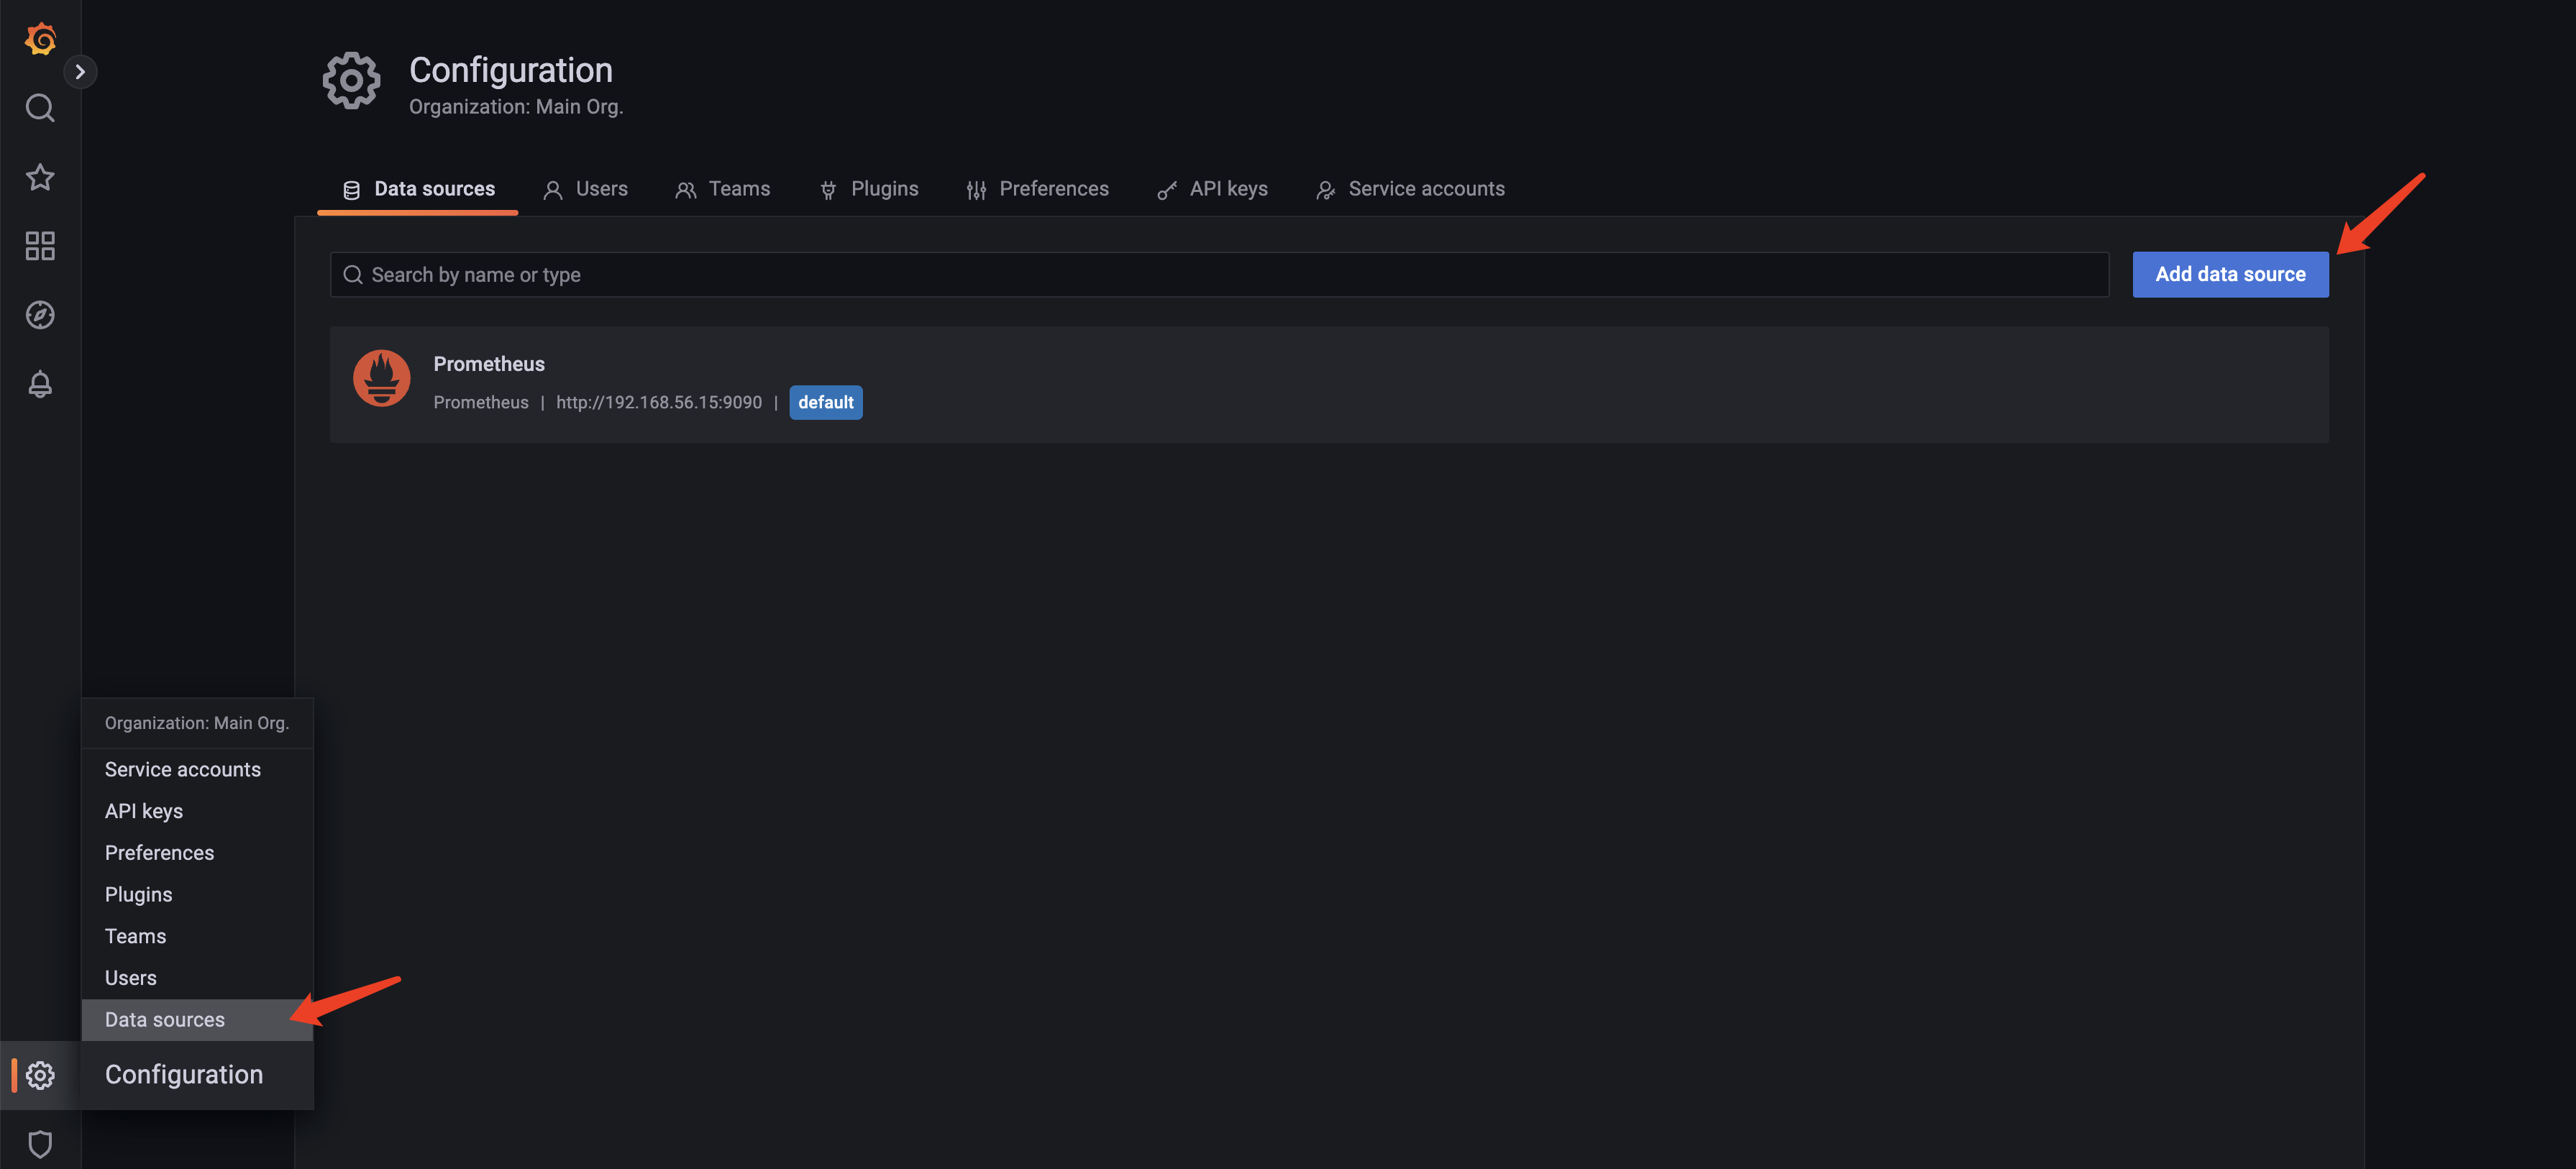 Configuration
Organization: Main Org.
Data sources Users Teams Plugins Preferences API keys Service accounts
Search by name or type Add data source
Prometheus
Prometheus | http://192.168.56.15:9090 | default
Organization: Main Org.
Service accounts
API keys
Preferences
Plugins
Teams
Users
Data sources
Configuration